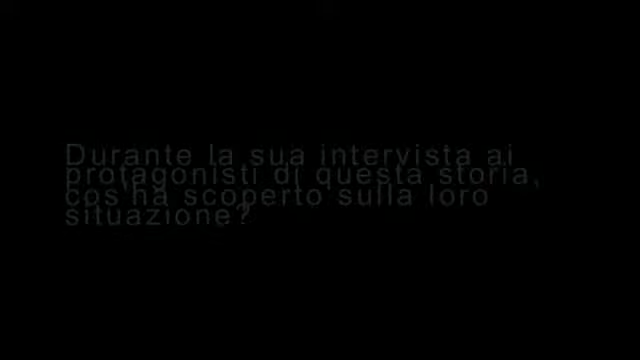 Durante la sua intervista ai
protagonisti di questa storia,
cos'ha scoperto sulla loro
situazione?